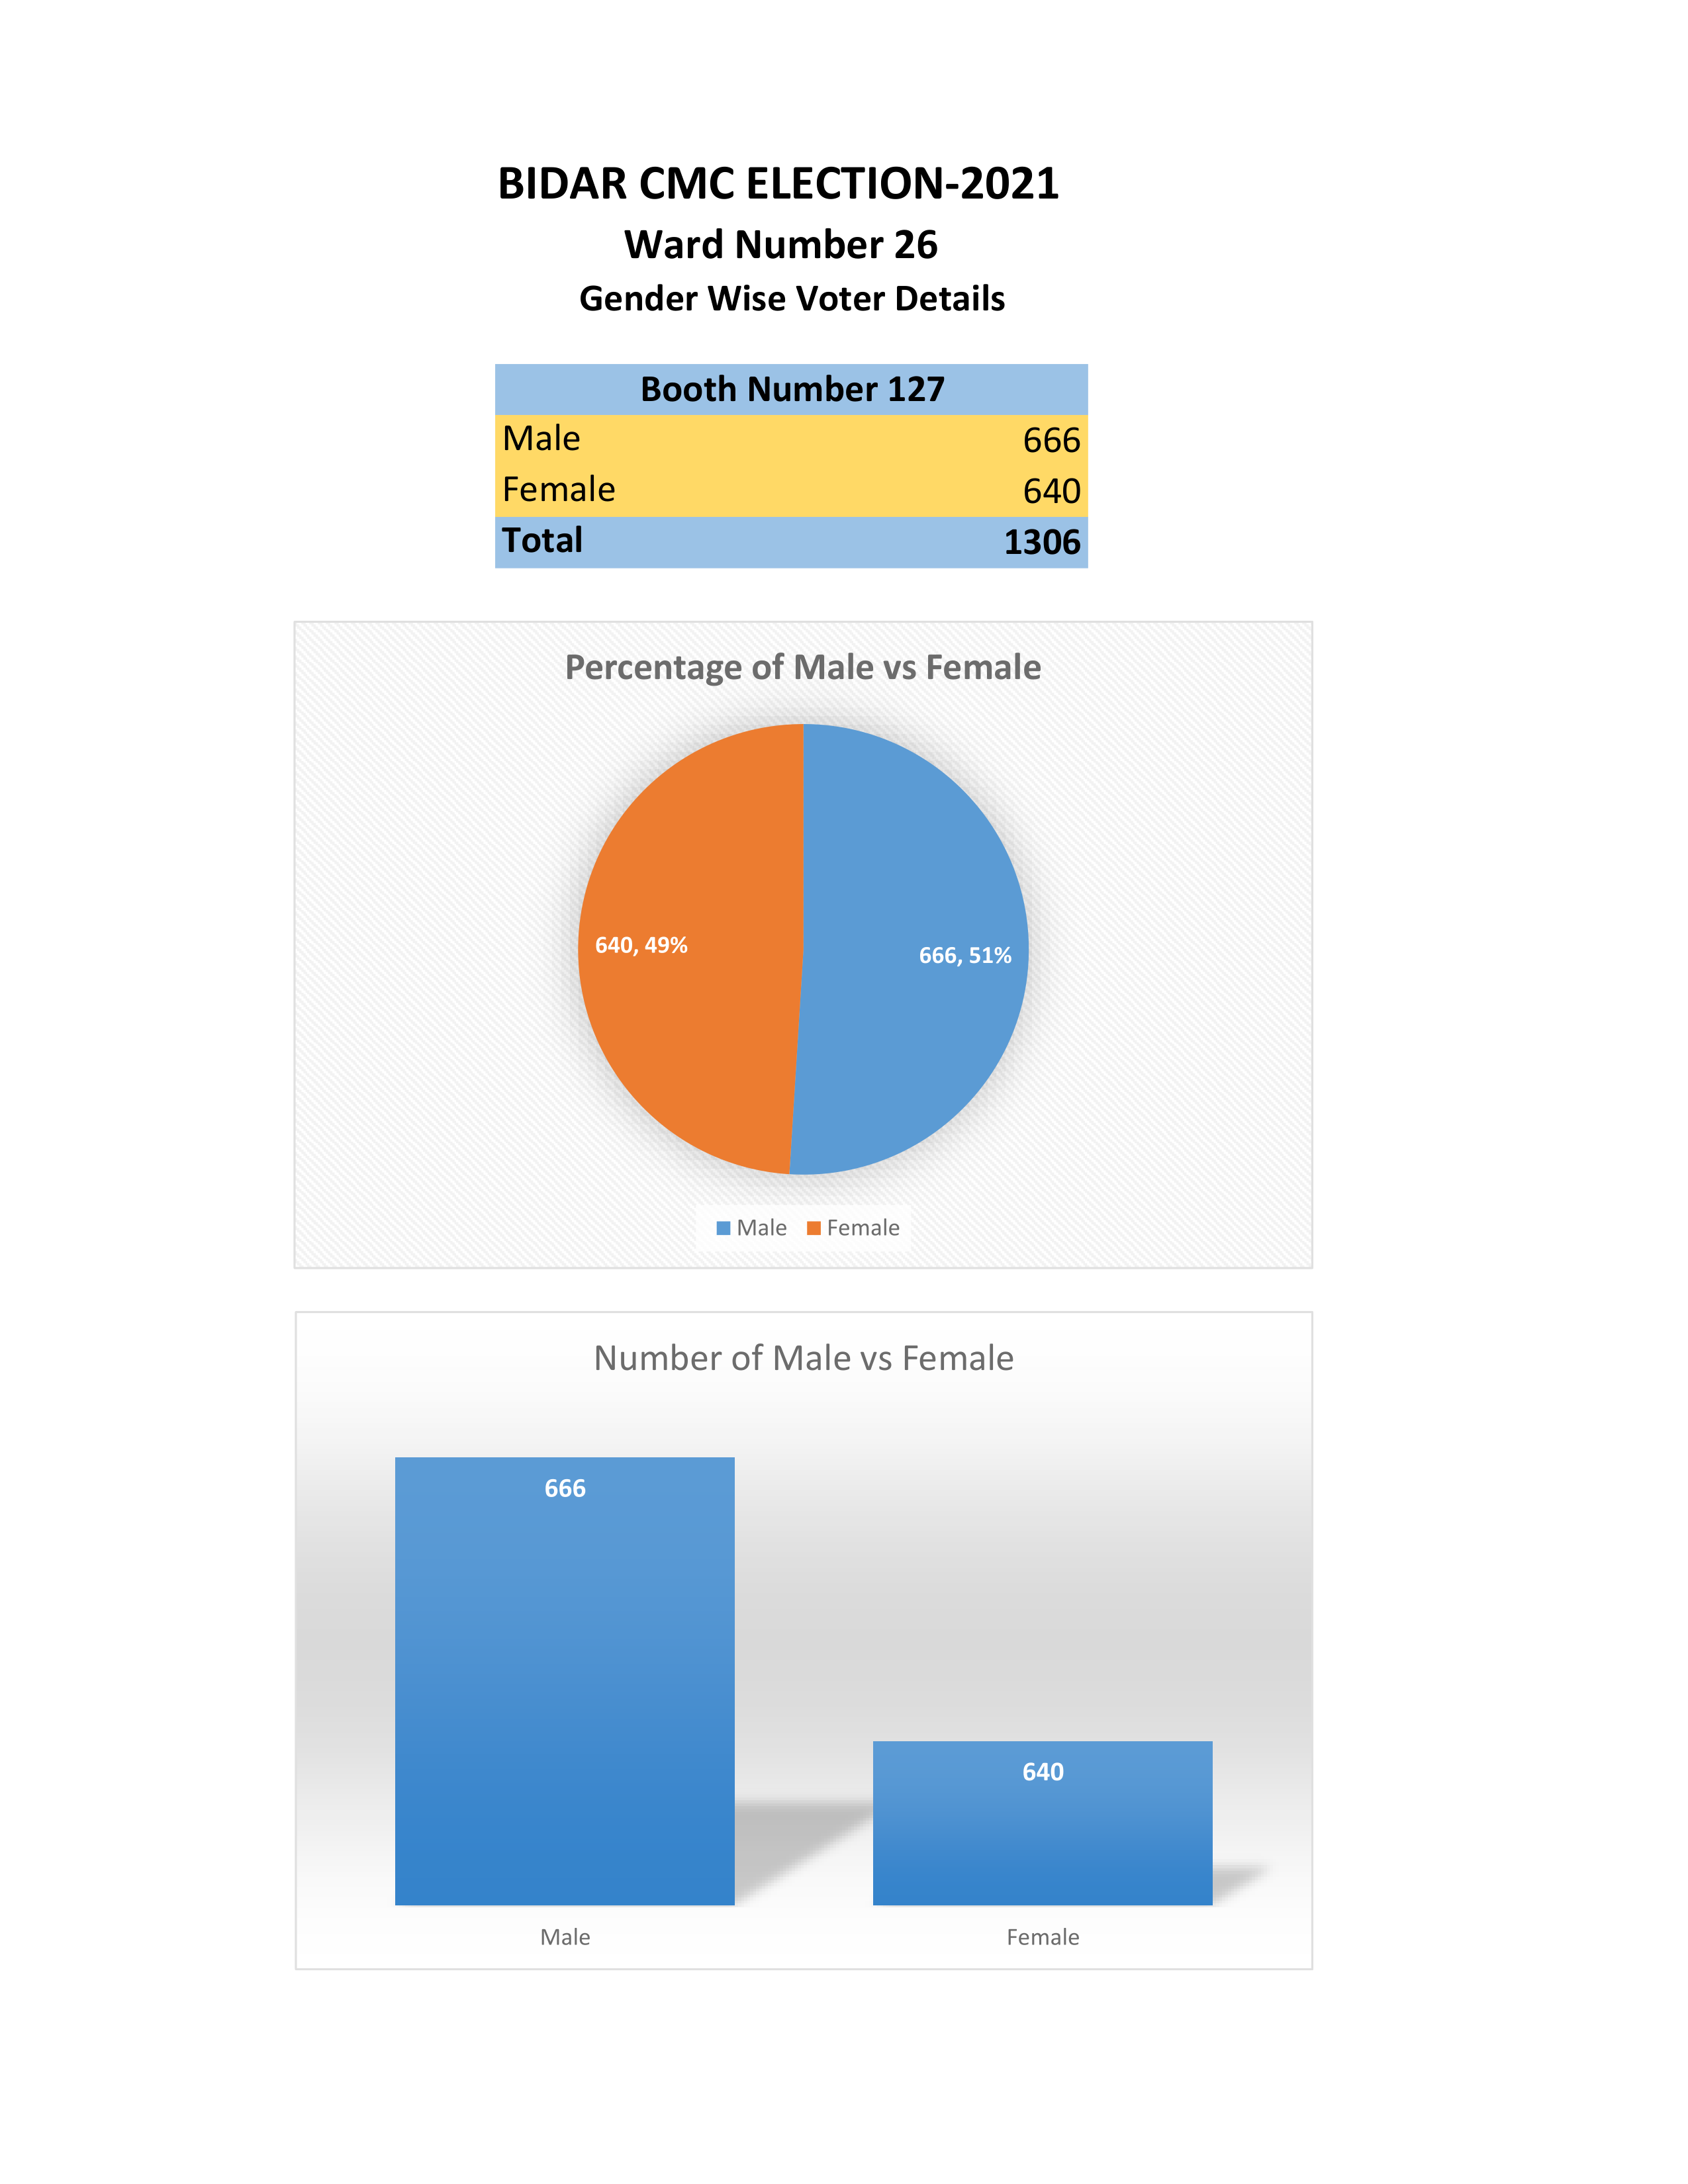 BIDAR CMC ELECTION-2021
Ward Number 26
Gender Wise Voter Details
Booth Number 127
Male 666
Female 640
Total 1306
Percentage of Male vs Female
640, 49%
666, 51%
Male Female
Number of Male vs Female
666
640
Male Female